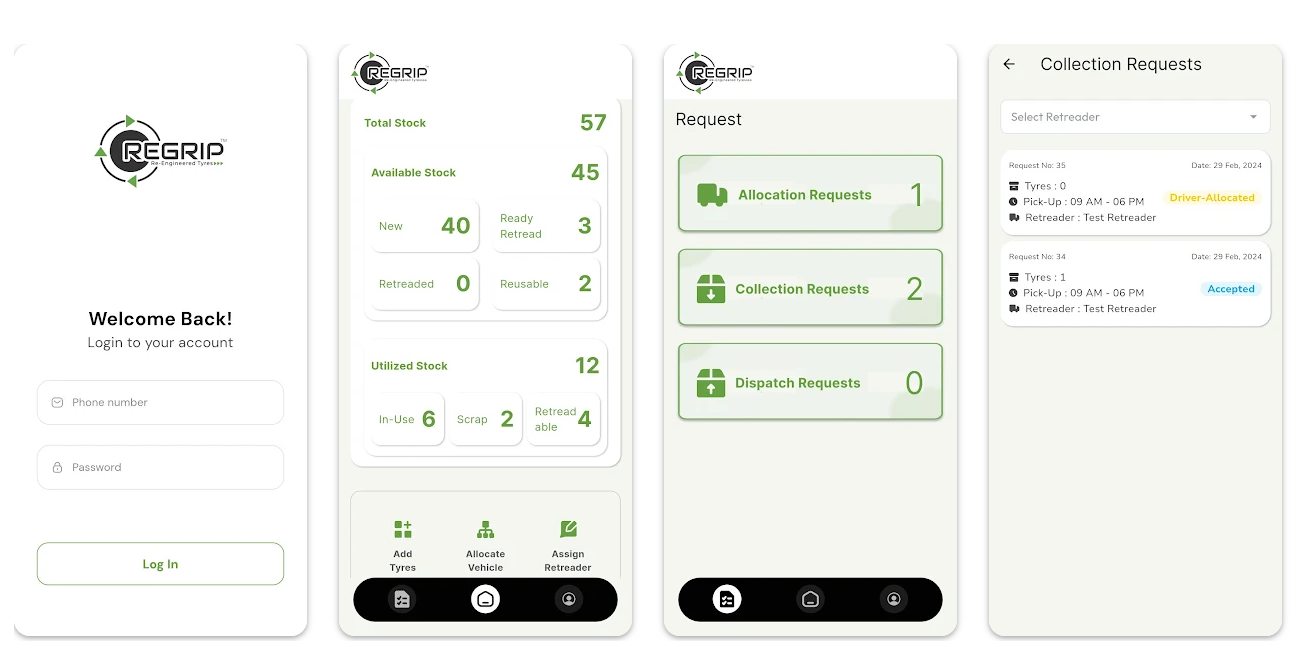 REGRIP™
Re-Engineered Tyres
Welcome Back!
Login to your account
Phone number
Password
Log In
REGRIP
Re-Engineered Tyres
Total Stock 57
Available Stock 45
New 40
Ready
Retread 3
Retreaded 0
Reusable 2
Utilized Stock 12
In-Use 6
Scrap 2
Retread
able 4
Add
Tyres
Allocate
Vehicle
Assign
Retreader
REGRIP
Re-Engineered Tyres
Request
Allocation Requests 1
Collection Requests 2
Dispatch Requests 0
Collection Requests
Select Retreader
Request No: 35 Date: 29 Feb, 2024
Tyres : 0
Pick-Up : 09 AM - 06 PM
Driver-Allocated
Retreader : Test Retreader
Request No: 34 Date: 29 Feb, 2024
Tyres : 1
Pick-Up : 09 AM - 06 PM
Accepted
Retreader : Test Retreader